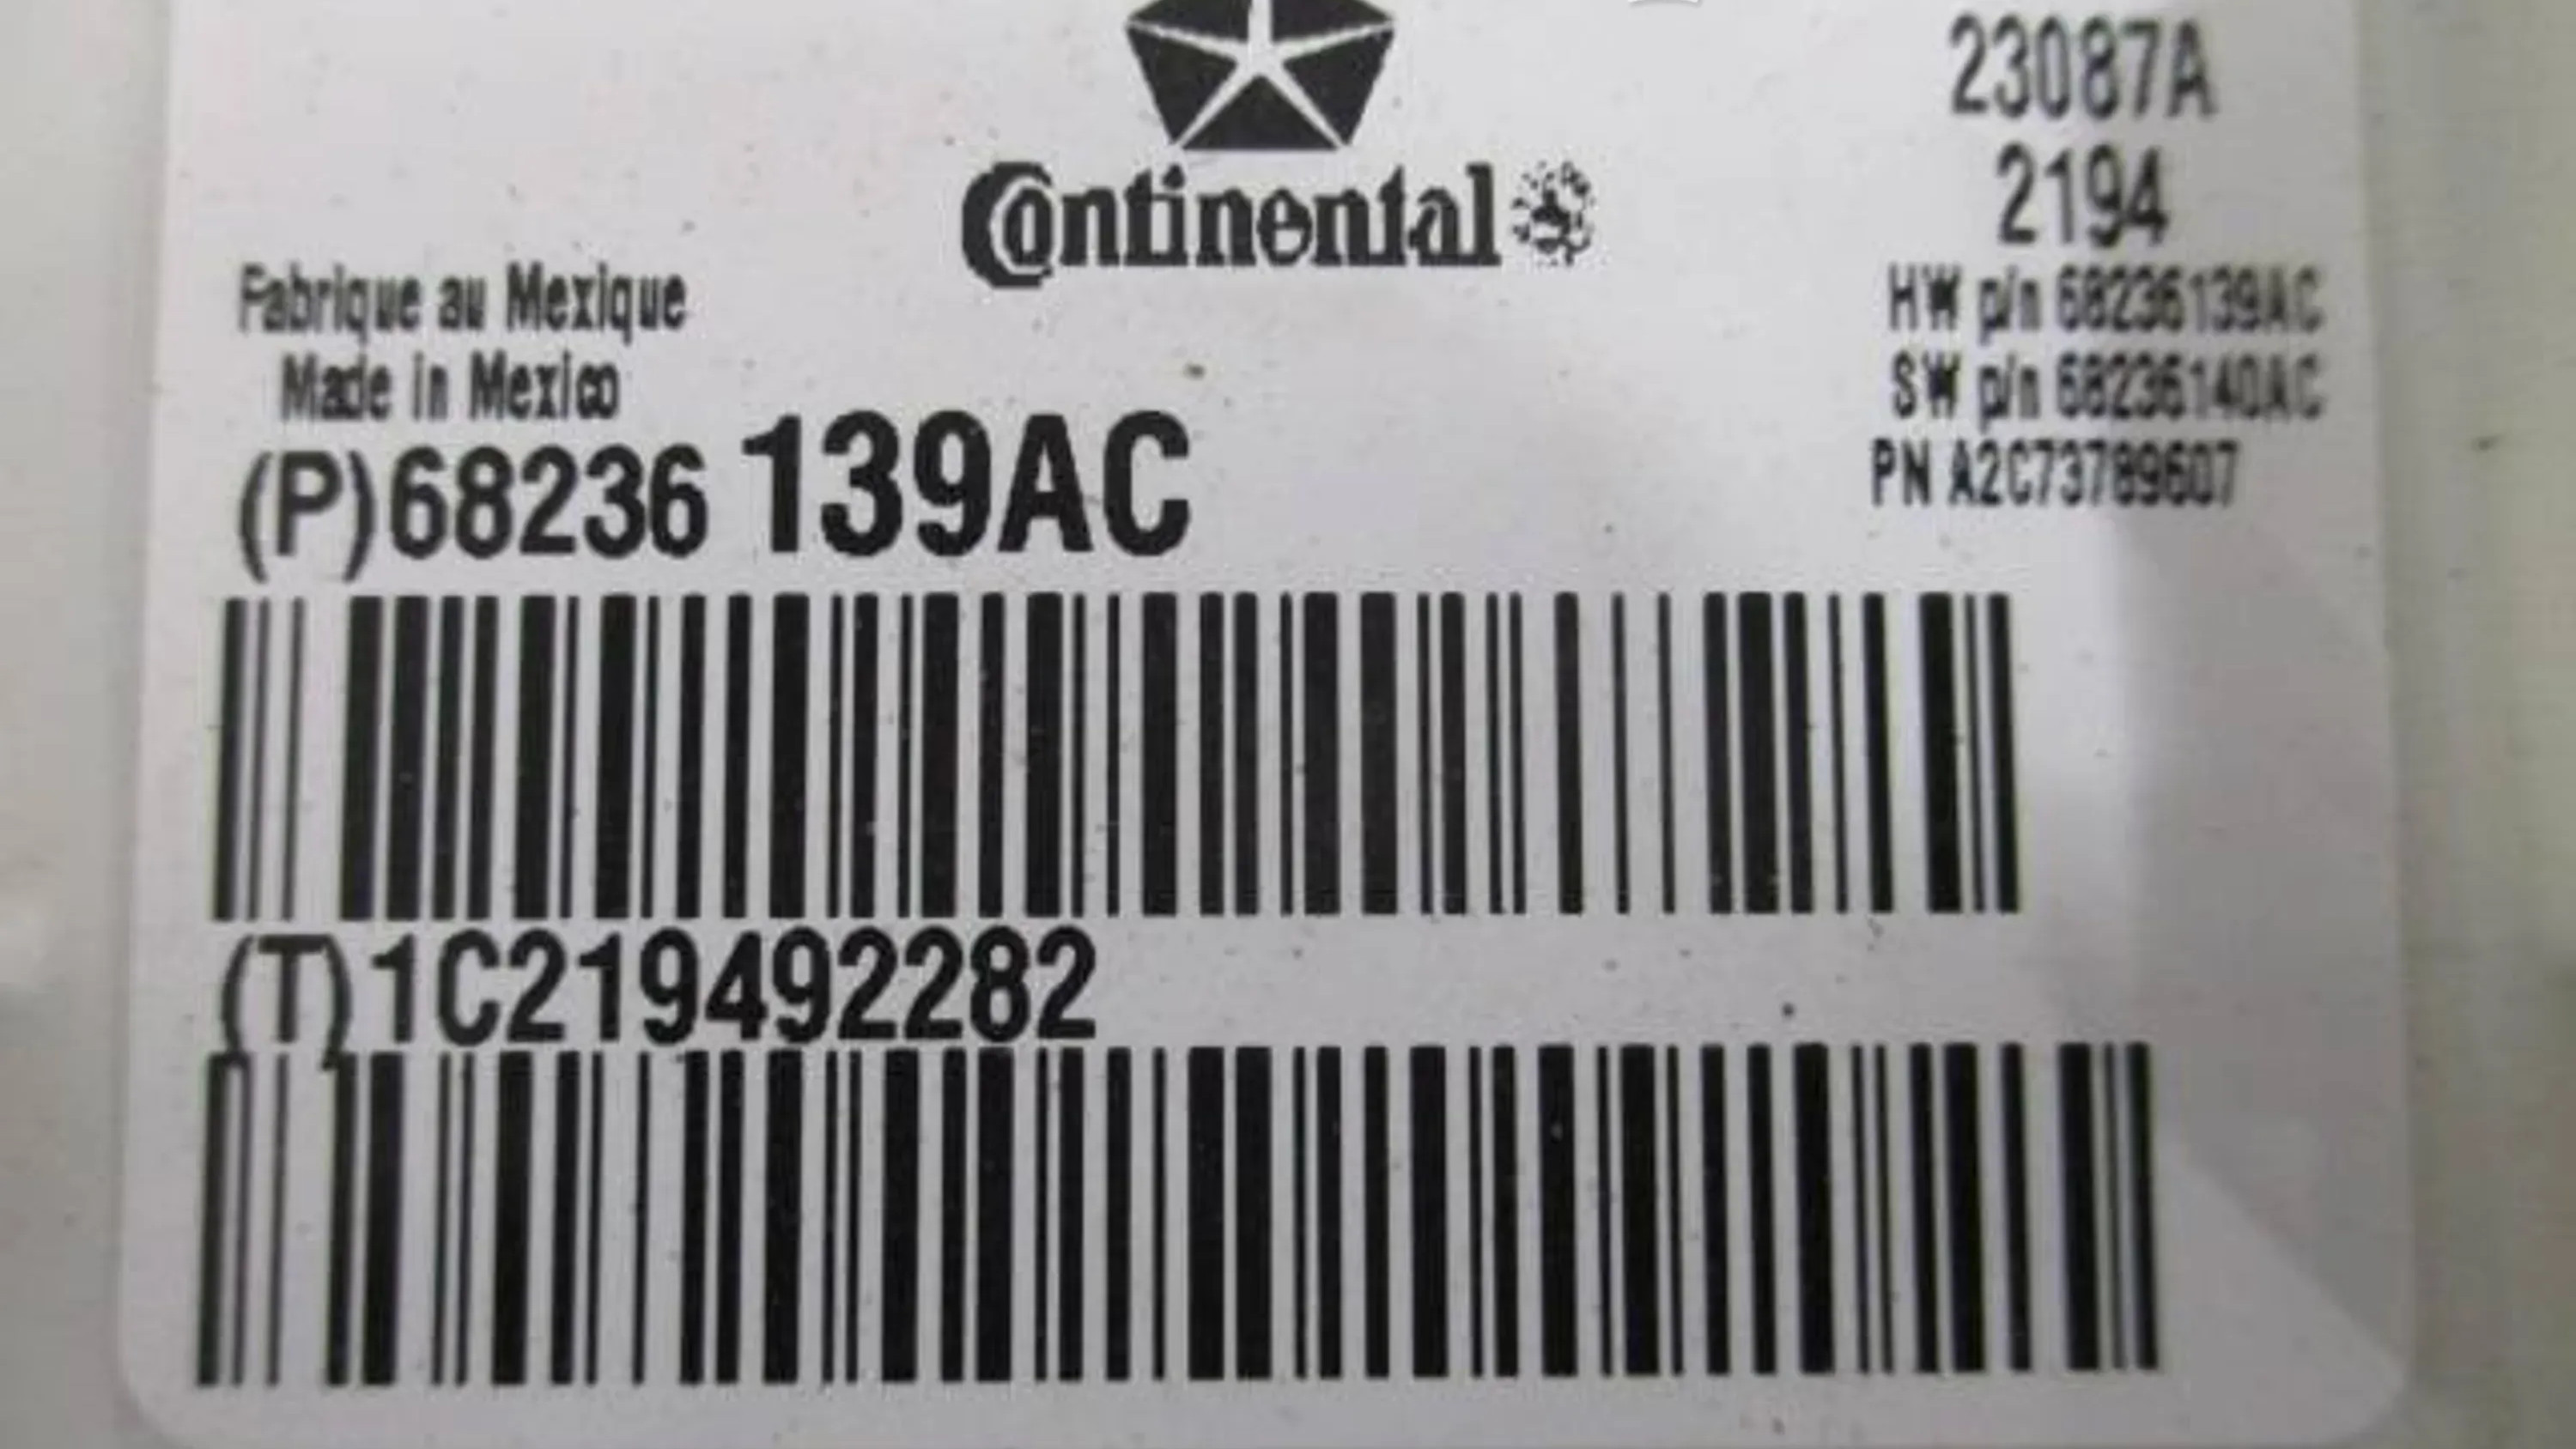 Continental
23087A
2194
Fabrique au Mexique
Made in Mexico
HW p/n 68236139AC
SW p/n 68236140AC
PN A2C73789607
(P)68236 139AC
(T)1C219492282